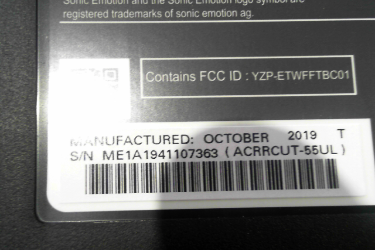 Sonic Emotion and the Sonic Emotion logo symbol are
registered trademarks of sonic emotion ag.
Contains FCC ID : YZP-ETWFFTBC01
MANUFACTURED: OCTOBER 2019 T
S/N ME1A1941107363 ( ACRRCUT-55UL )